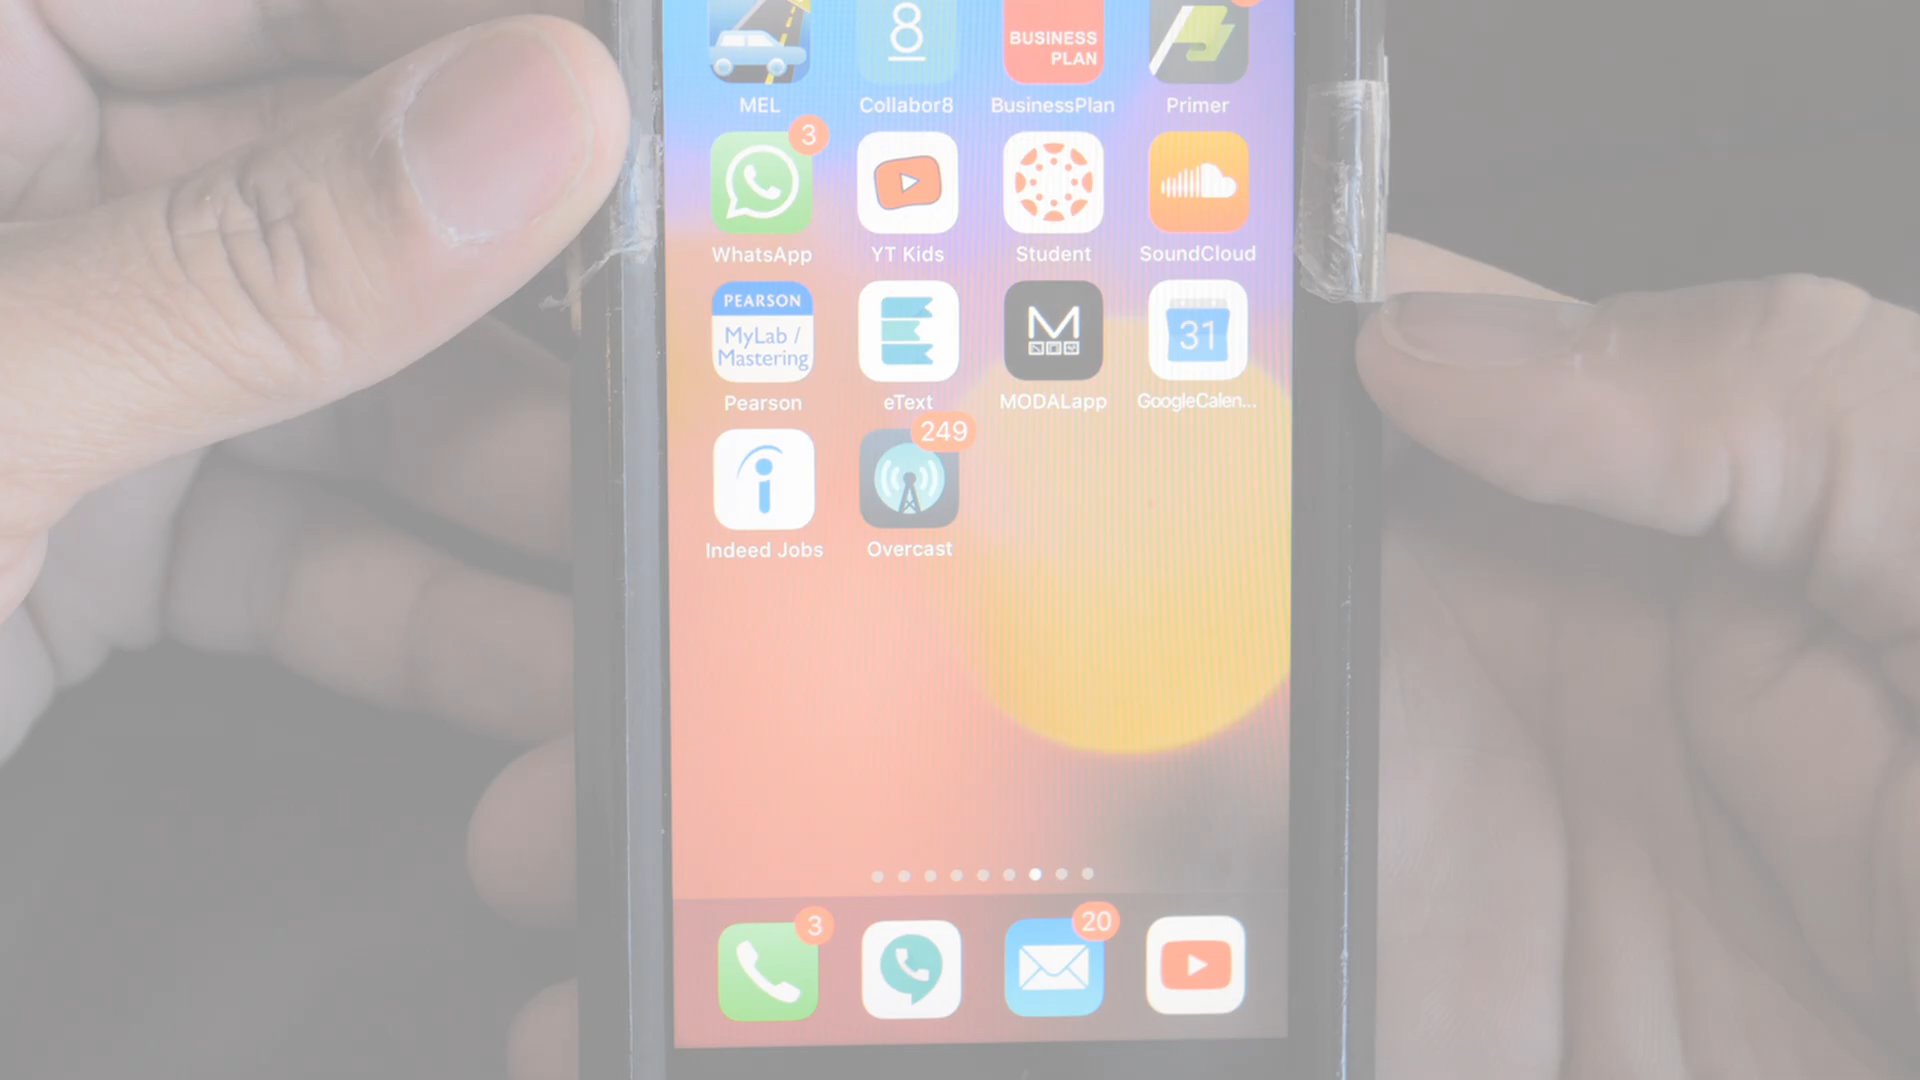 8
BUSINESS
PLAN
MEL
Collabor8
BusinessPlan
Primer
3
WhatsApp
YT Kids
Student
SoundCloud
PEARSON
MyLab /
Mastering
M
31
Pearson
eText
MODALapp
GoogleCalen...
249
i
Indeed Jobs
Overcast
3
20